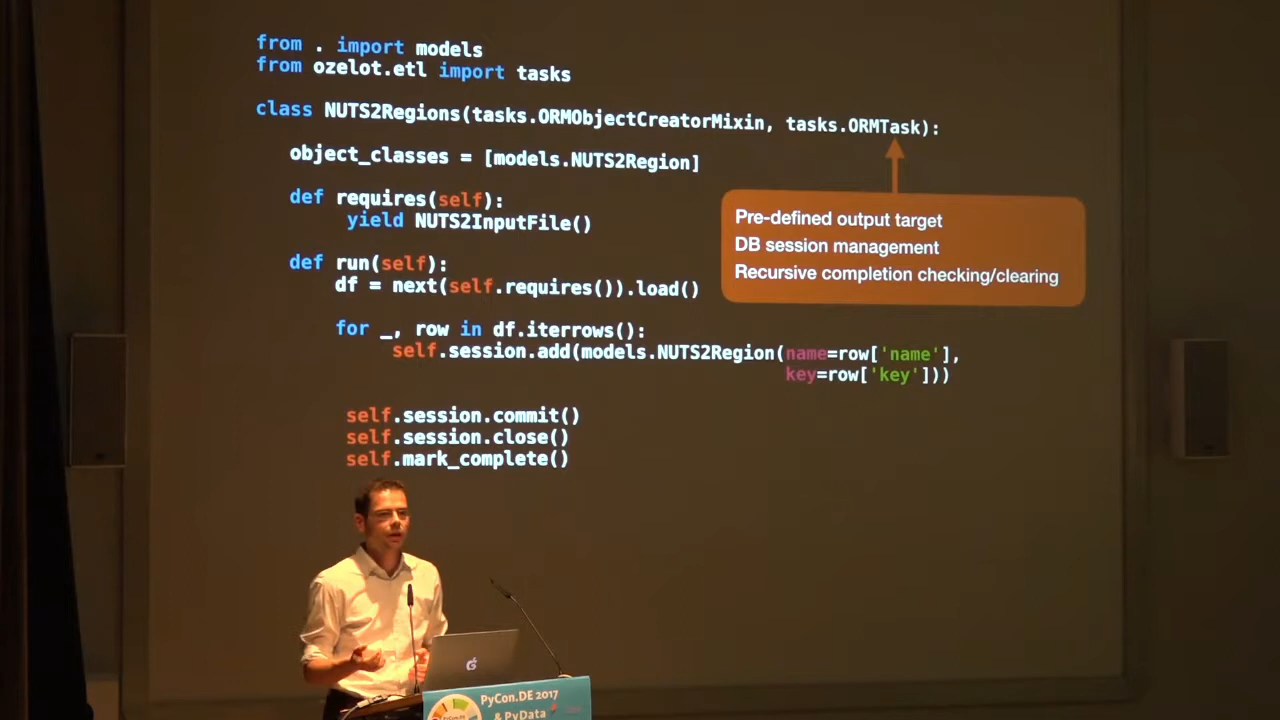 from . import models
from ozelot.etl import tasks
class NUTS2Regions(tasks.ORMObjectCreatorMixin, tasks.ORMTask):
object_classes = [models.NUTS2Region]
def requires(self):
yield NUTS2InputFile()
def run(self):
df = next(self.requires()).load()
for _, row in df.iterrows():
self.session.add(models.NUTS2Region(name=row['name'],
key=row['key']))
self.session.commit()
self.session.close()
self.mark_complete()
Pre-defined output target
DB session management
Recursive completion checking/clearing
PyCon.DE 2017
& PyData